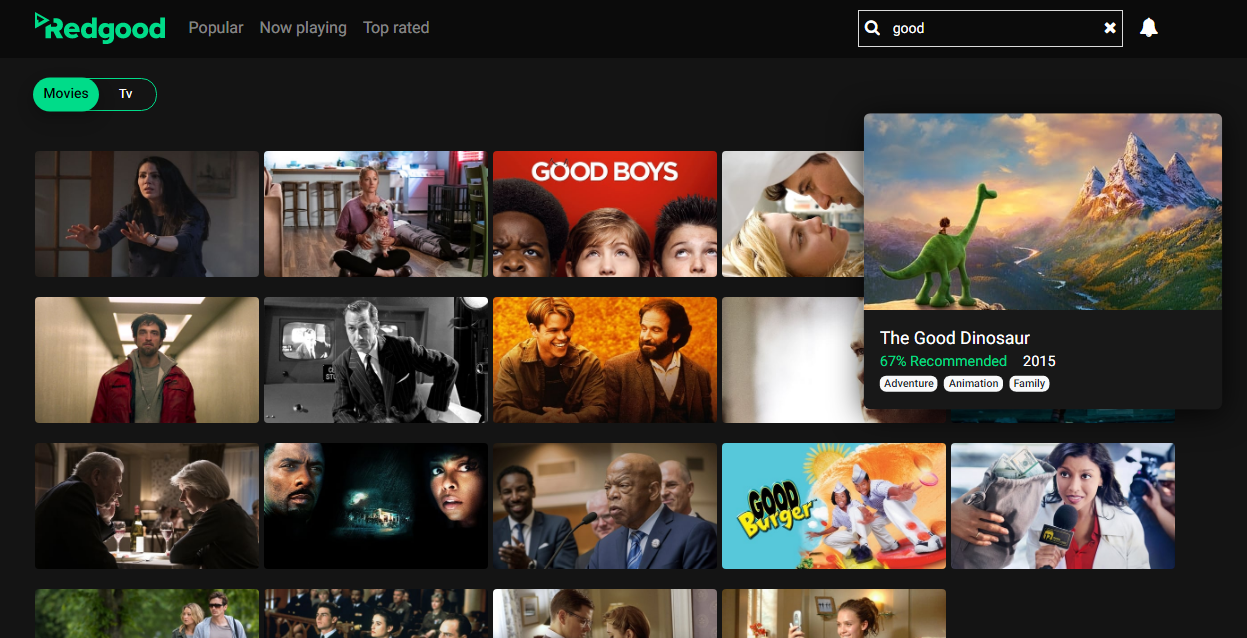 Redgood
Popular Now playing Top rated
good
Movies Tv
GOOD BOYS
The Good Dinosaur
67% Recommended 2015
Adventure Animation Family
GOOD
Burger